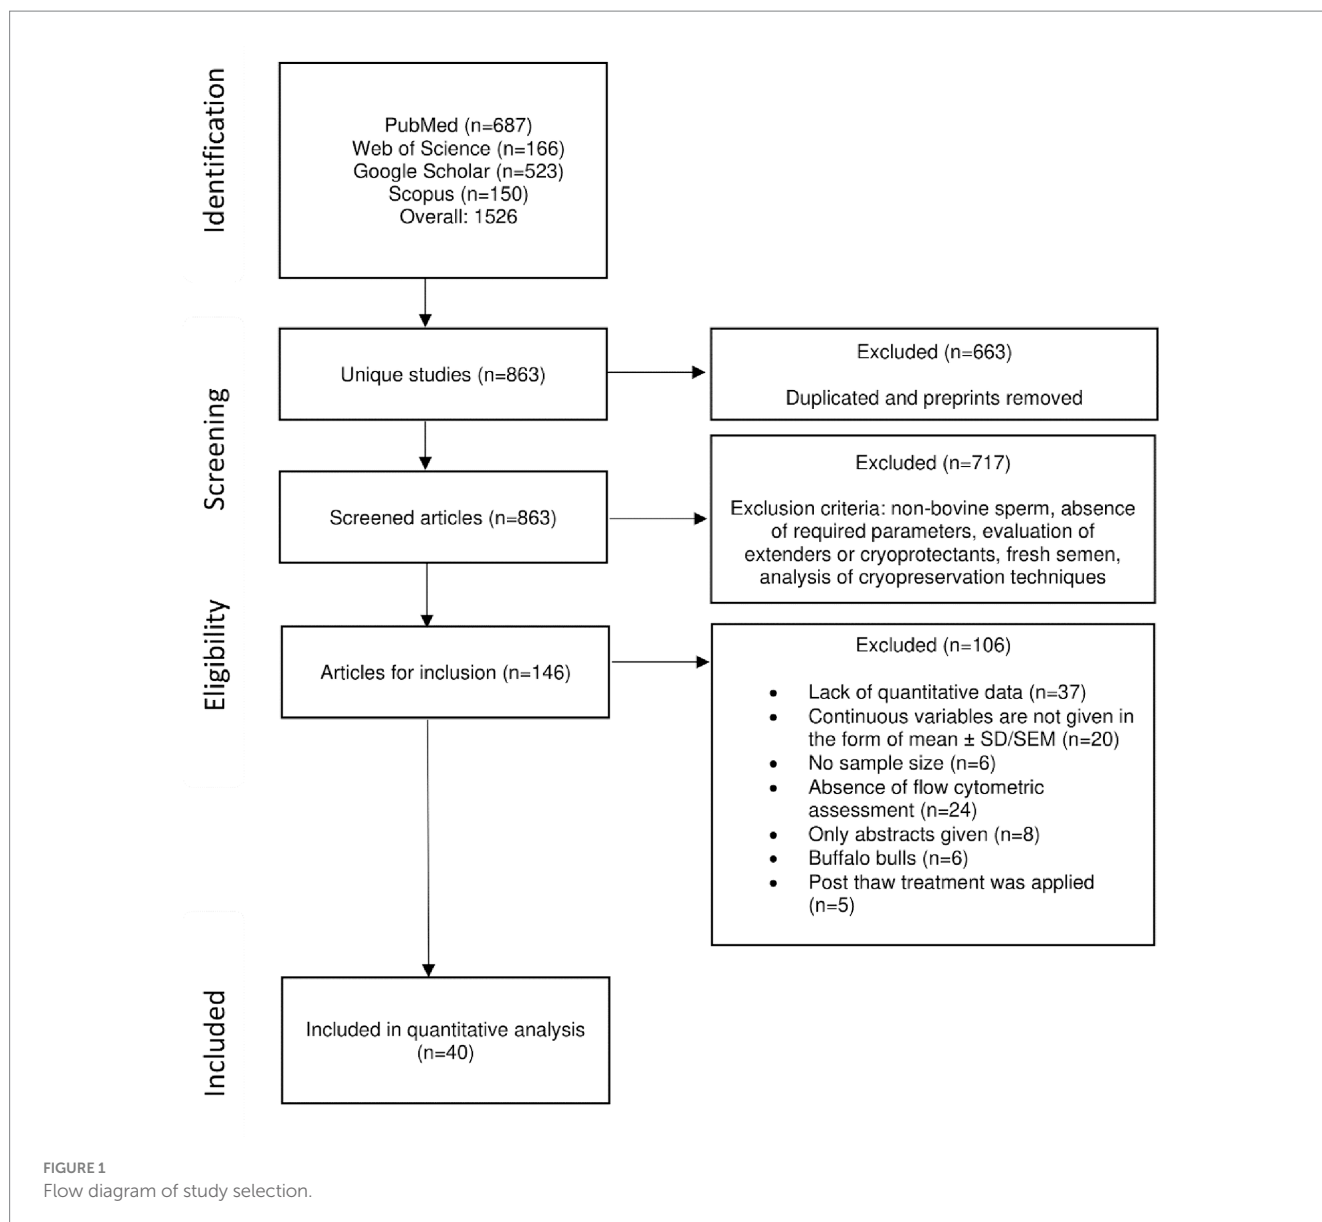 Identification
PubMed (n=687)
Web of Science (n=166)
Google Scholar (n=523)
Scopus (n=150)
Overall: 1526
Screening
Unique studies (n=863)
Excluded (n=663)
Duplicated and preprints removed
Screened articles (n=863)
Excluded (n=717)
Exclusion criteria: non-bovine sperm, absence
of required parameters, evaluation of
extenders or cryoprotectants, fresh semen,
analysis of cryopreservation techniques
Eligibility
Articles for inclusion (n=146)
Excluded (n=106)
• Lack of quantitative data (n=37)
• Continuous variables are not given in
the form of mean ± SD/SEM (n=20)
• No sample size (n=6)
• Absence of flow cytometric
assessment (n=24)
• Only abstracts given (n=8)
• Buffalo bulls (n=6)
• Post thaw treatment was applied
(n=5)
Included
Included in quantitative analysis
(n=40)
FIGURE 1
Flow diagram of study selection.